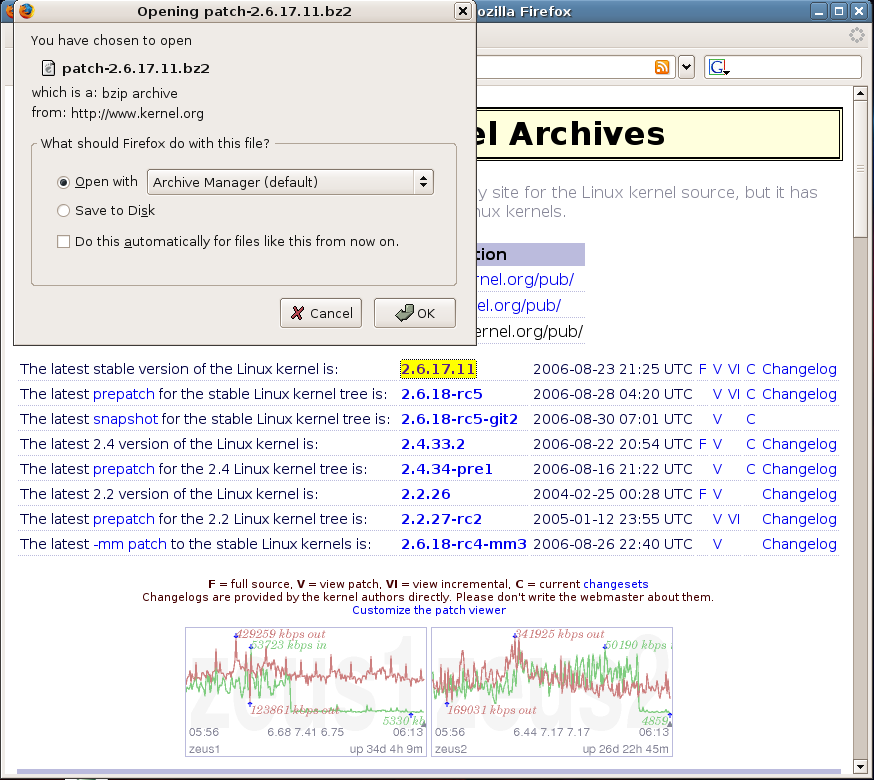 Opening patch-2.6.17.11.bz2
ozilla Firefox
You have chosen to open
patch-2.6.17.11.bz2
which is a: bzip archive
from: http://www.kernel.org
What should Firefox do with this file?
Open with Archive Manager (default)
Save to Disk
Do this automatically for files like this from now on.
Cancel OK
G
el Archives
y site for the Linux kernel source, but it has
nux kernels.
tion
rnel.org/pub/
el.org/pub/
ernel.org/pub/
The latest stable version of the Linux kernel is: 2.6.17.11 2006-08-23 21:25 UTC F V VI C Changelog
The latest prepatch for the stable Linux kernel tree is: 2.6.18-rc5 2006-08-28 04:20 UTC V VI C Changelog
The latest snapshot for the stable Linux kernel tree is: 2.6.18-rc5-git2 2006-08-30 07:01 UTC V C
The latest 2.4 version of the Linux kernel is: 2.4.33.2 2006-08-22 20:54 UTC F V C Changelog
The latest prepatch for the 2.4 Linux kernel tree is: 2.4.34-pre1 2006-08-16 21:22 UTC V C Changelog
The latest 2.2 version of the Linux kernel is: 2.2.26 2004-02-25 00:28 UTC F V Changelog
The latest prepatch for the 2.2 Linux kernel tree is: 2.2.27-rc2 2005-01-12 23:55 UTC V VI Changelog
The latest -mm patch to the stable Linux kernels is: 2.6.18-rc4-mm3 2006-08-26 22:40 UTC V Changelog
F = full source, V = view patch, VI = view incremental, C = current changesets
Changelogs are provided by the kernel authors directly. Please don't write the webmaster about them.
Customize the patch viewer
429259 kbps out
53723 kbps in
zeus1
123861 kbps out
5330 kb
05:56 6.68 7.41 6.75 06:13
zeus1 up 34d 4h 9m
341925 kbps out
50190 kbps
zeus2
169031 kbps out
4859
05:56 6.44 7.17 7.17 06:13
zeus2 up 26d 22h 45m